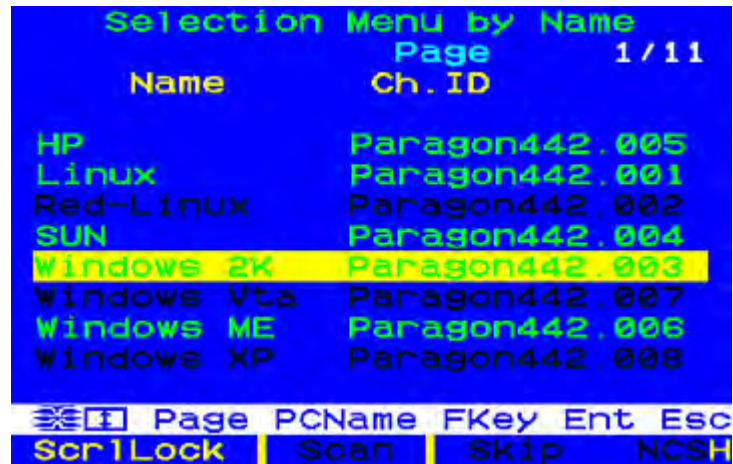 Selection Menu by Name
Page 1/11
Name Ch.ID
HP Paragon442.005
Linux Paragon442.001
Red-Linux Paragon442.002
SUN Paragon442.004
Windows 2K Paragon442.003
Windows Vta Paragon442.007
Windows ME Paragon442.006
Windows XP Paragon442.008
Page PCName FKey Ent Esc
ScrlLock Scan Skip NCSH